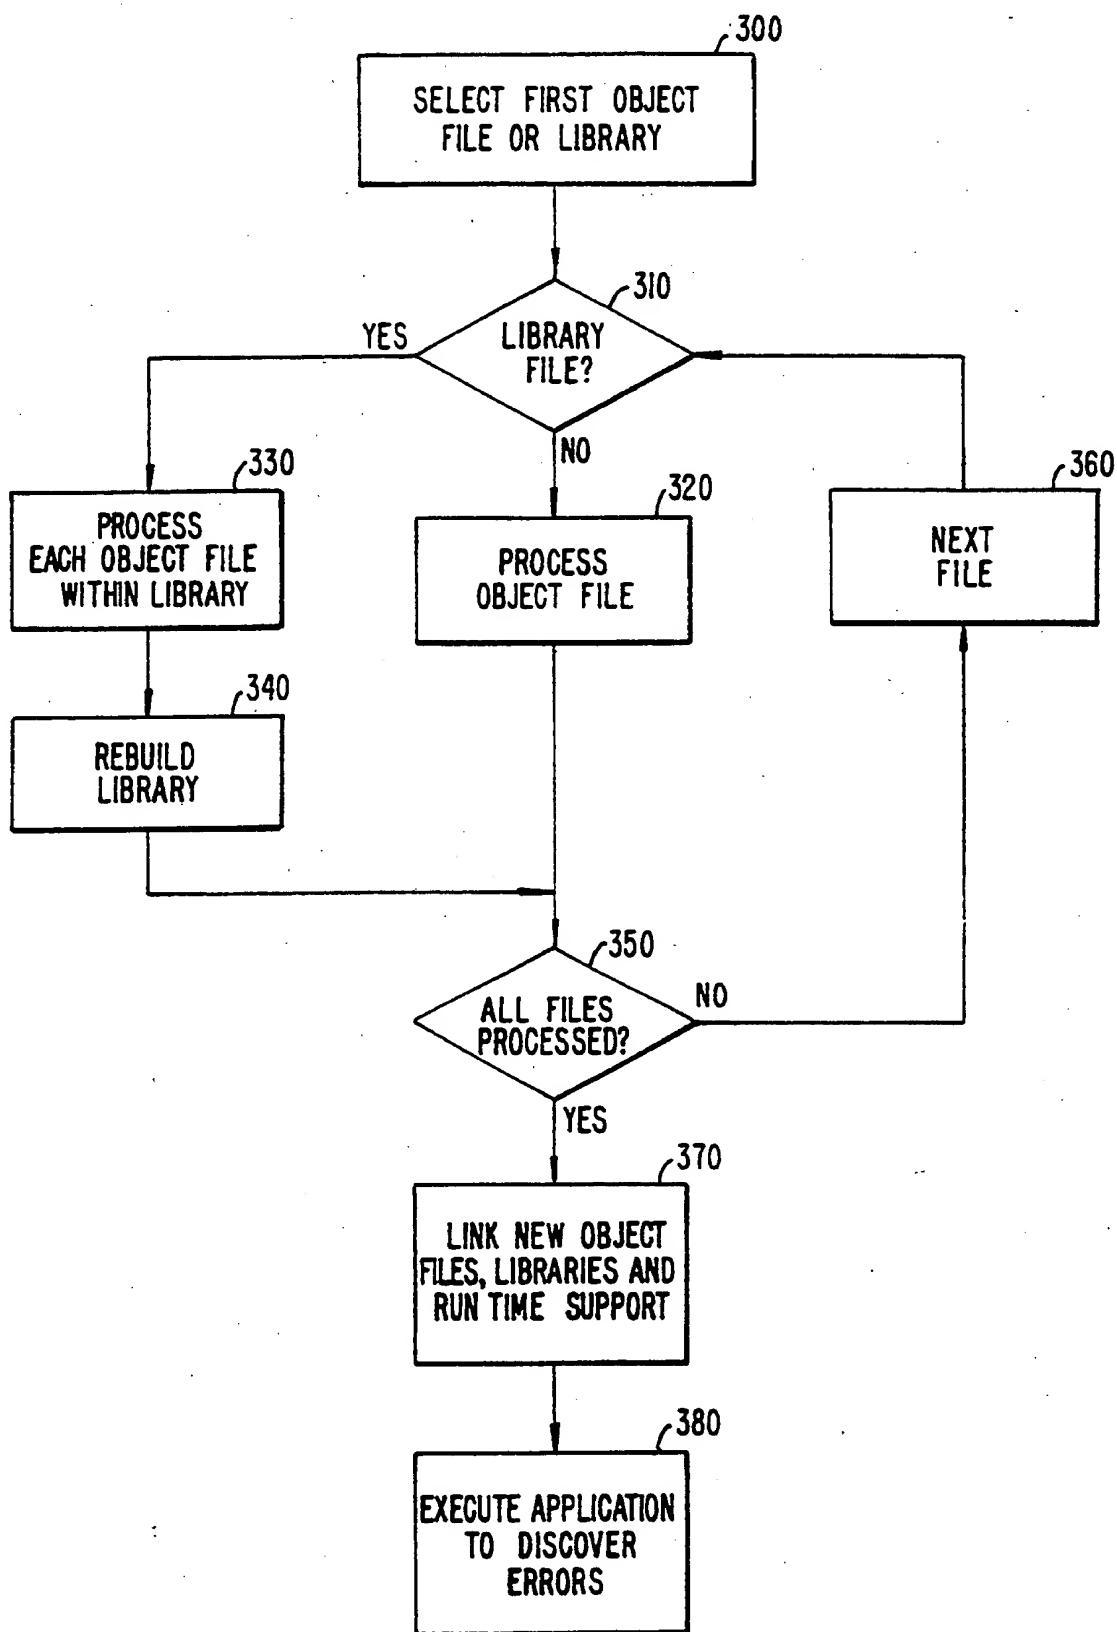 300
SELECT FIRST OBJECT
FILE OR LIBRARY
310
YES
LIBRARY
FILE?
NO
330
PROCESS
EACH OBJECT FILE
WITHIN LIBRARY
320
PROCESS
OBJECT FILE
360
NEXT
FILE
340
REBUILD
LIBRARY
350
ALL FILES
PROCESSED?
NO
YES
370
LINK NEW OBJECT
FILES, LIBRARIES AND
RUN TIME SUPPORT
380
EXECUTE APPLICATION
TO DISCOVER
ERRORS